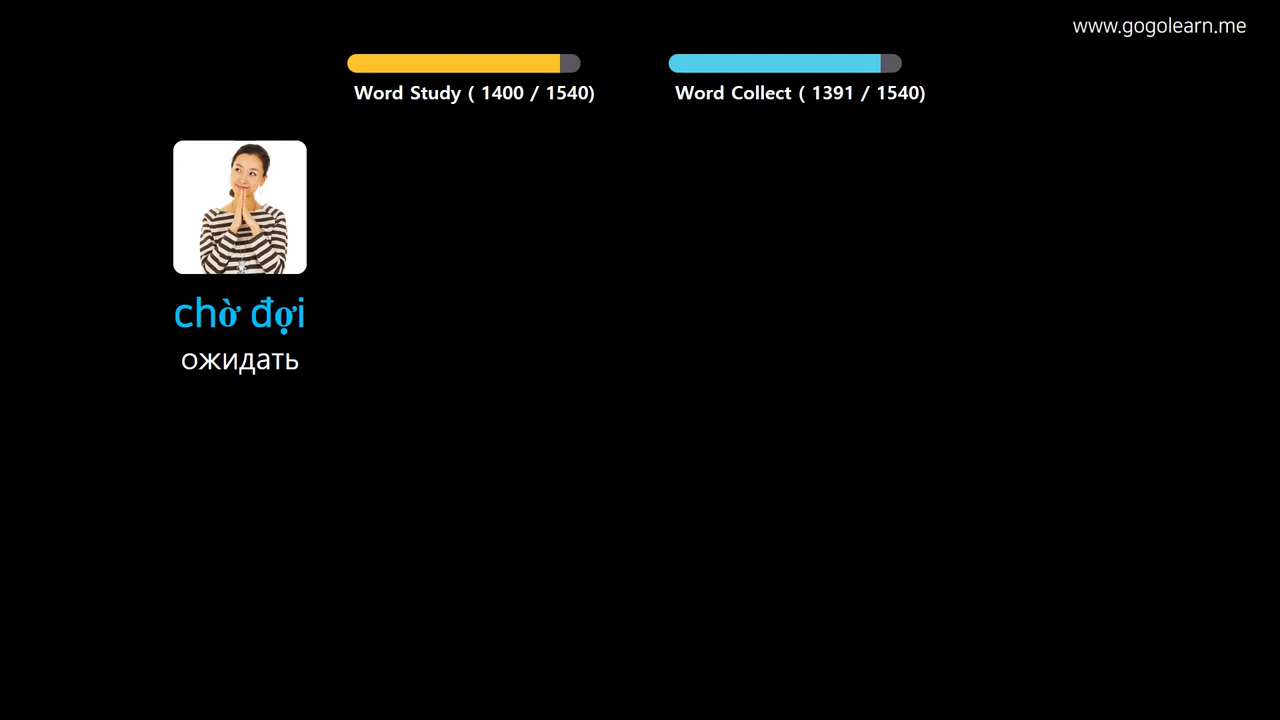 www.gogolearn.me
Word Study ( 1400 / 1540)
Word Collect ( 1391 / 1540)
chờ đợi
ожидать